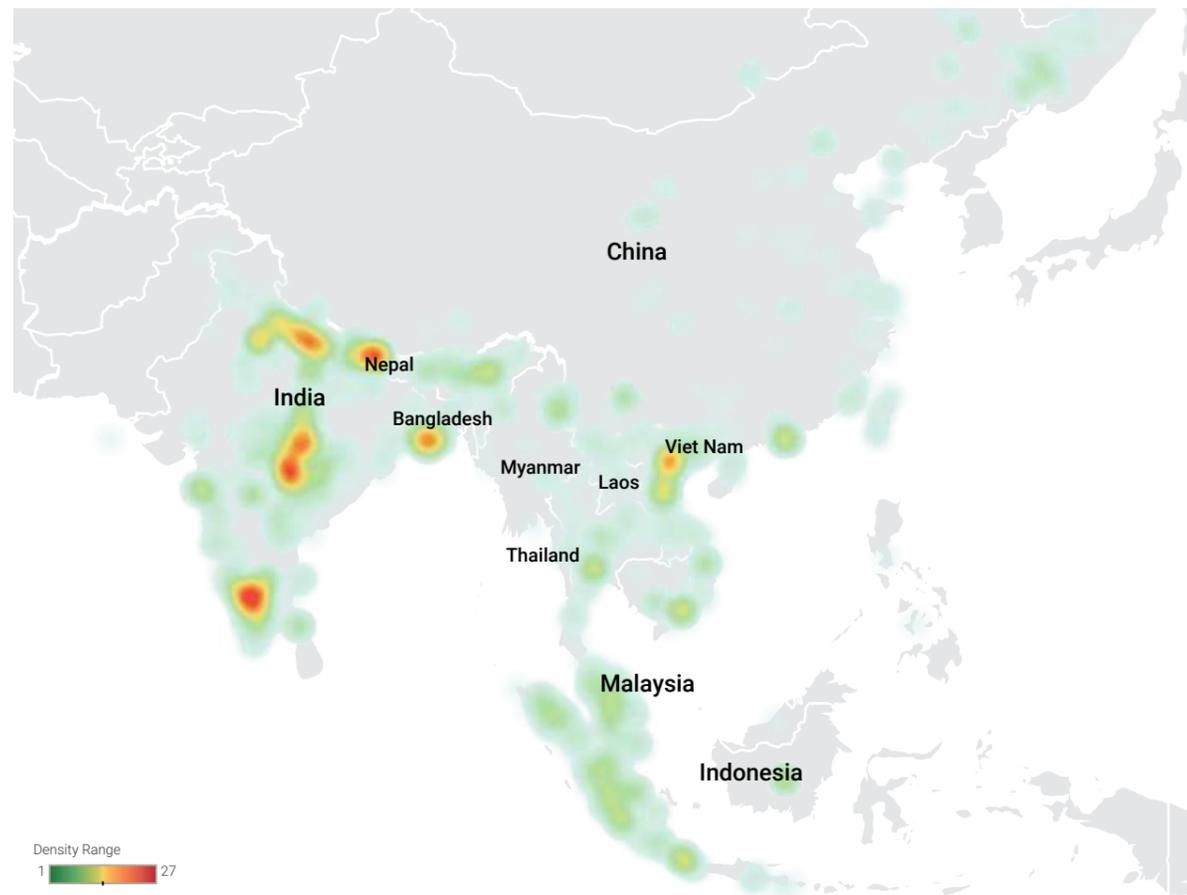 China
Nepal
India
Bangladesh
Viet Nam
Myanmar
Laos
Thailand
Malaysia
Indonesia
Density Range
1 27